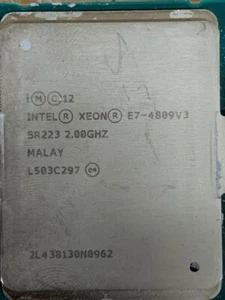 i Ⓜ Ⓒ 12
INTEL® XEON® E7-4809V3
SR223 2.00GHZ
MALAY
L503C297 (e4)
2L438130N0962